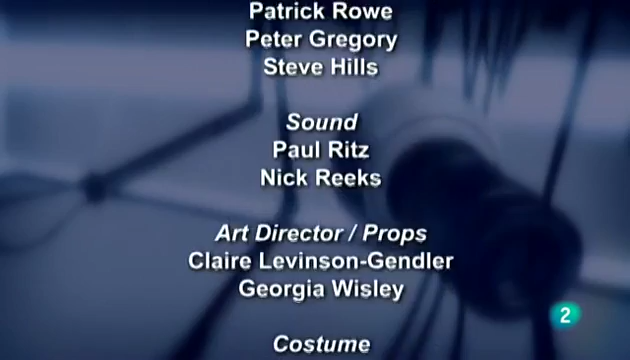 Patrick Rowe
Peter Gregory
Steve Hills
Sound
Paul Ritz
Nick Reeks
Art Director / Props
Claire Levinson-Gendler
Georgia Wisley
Costume
2